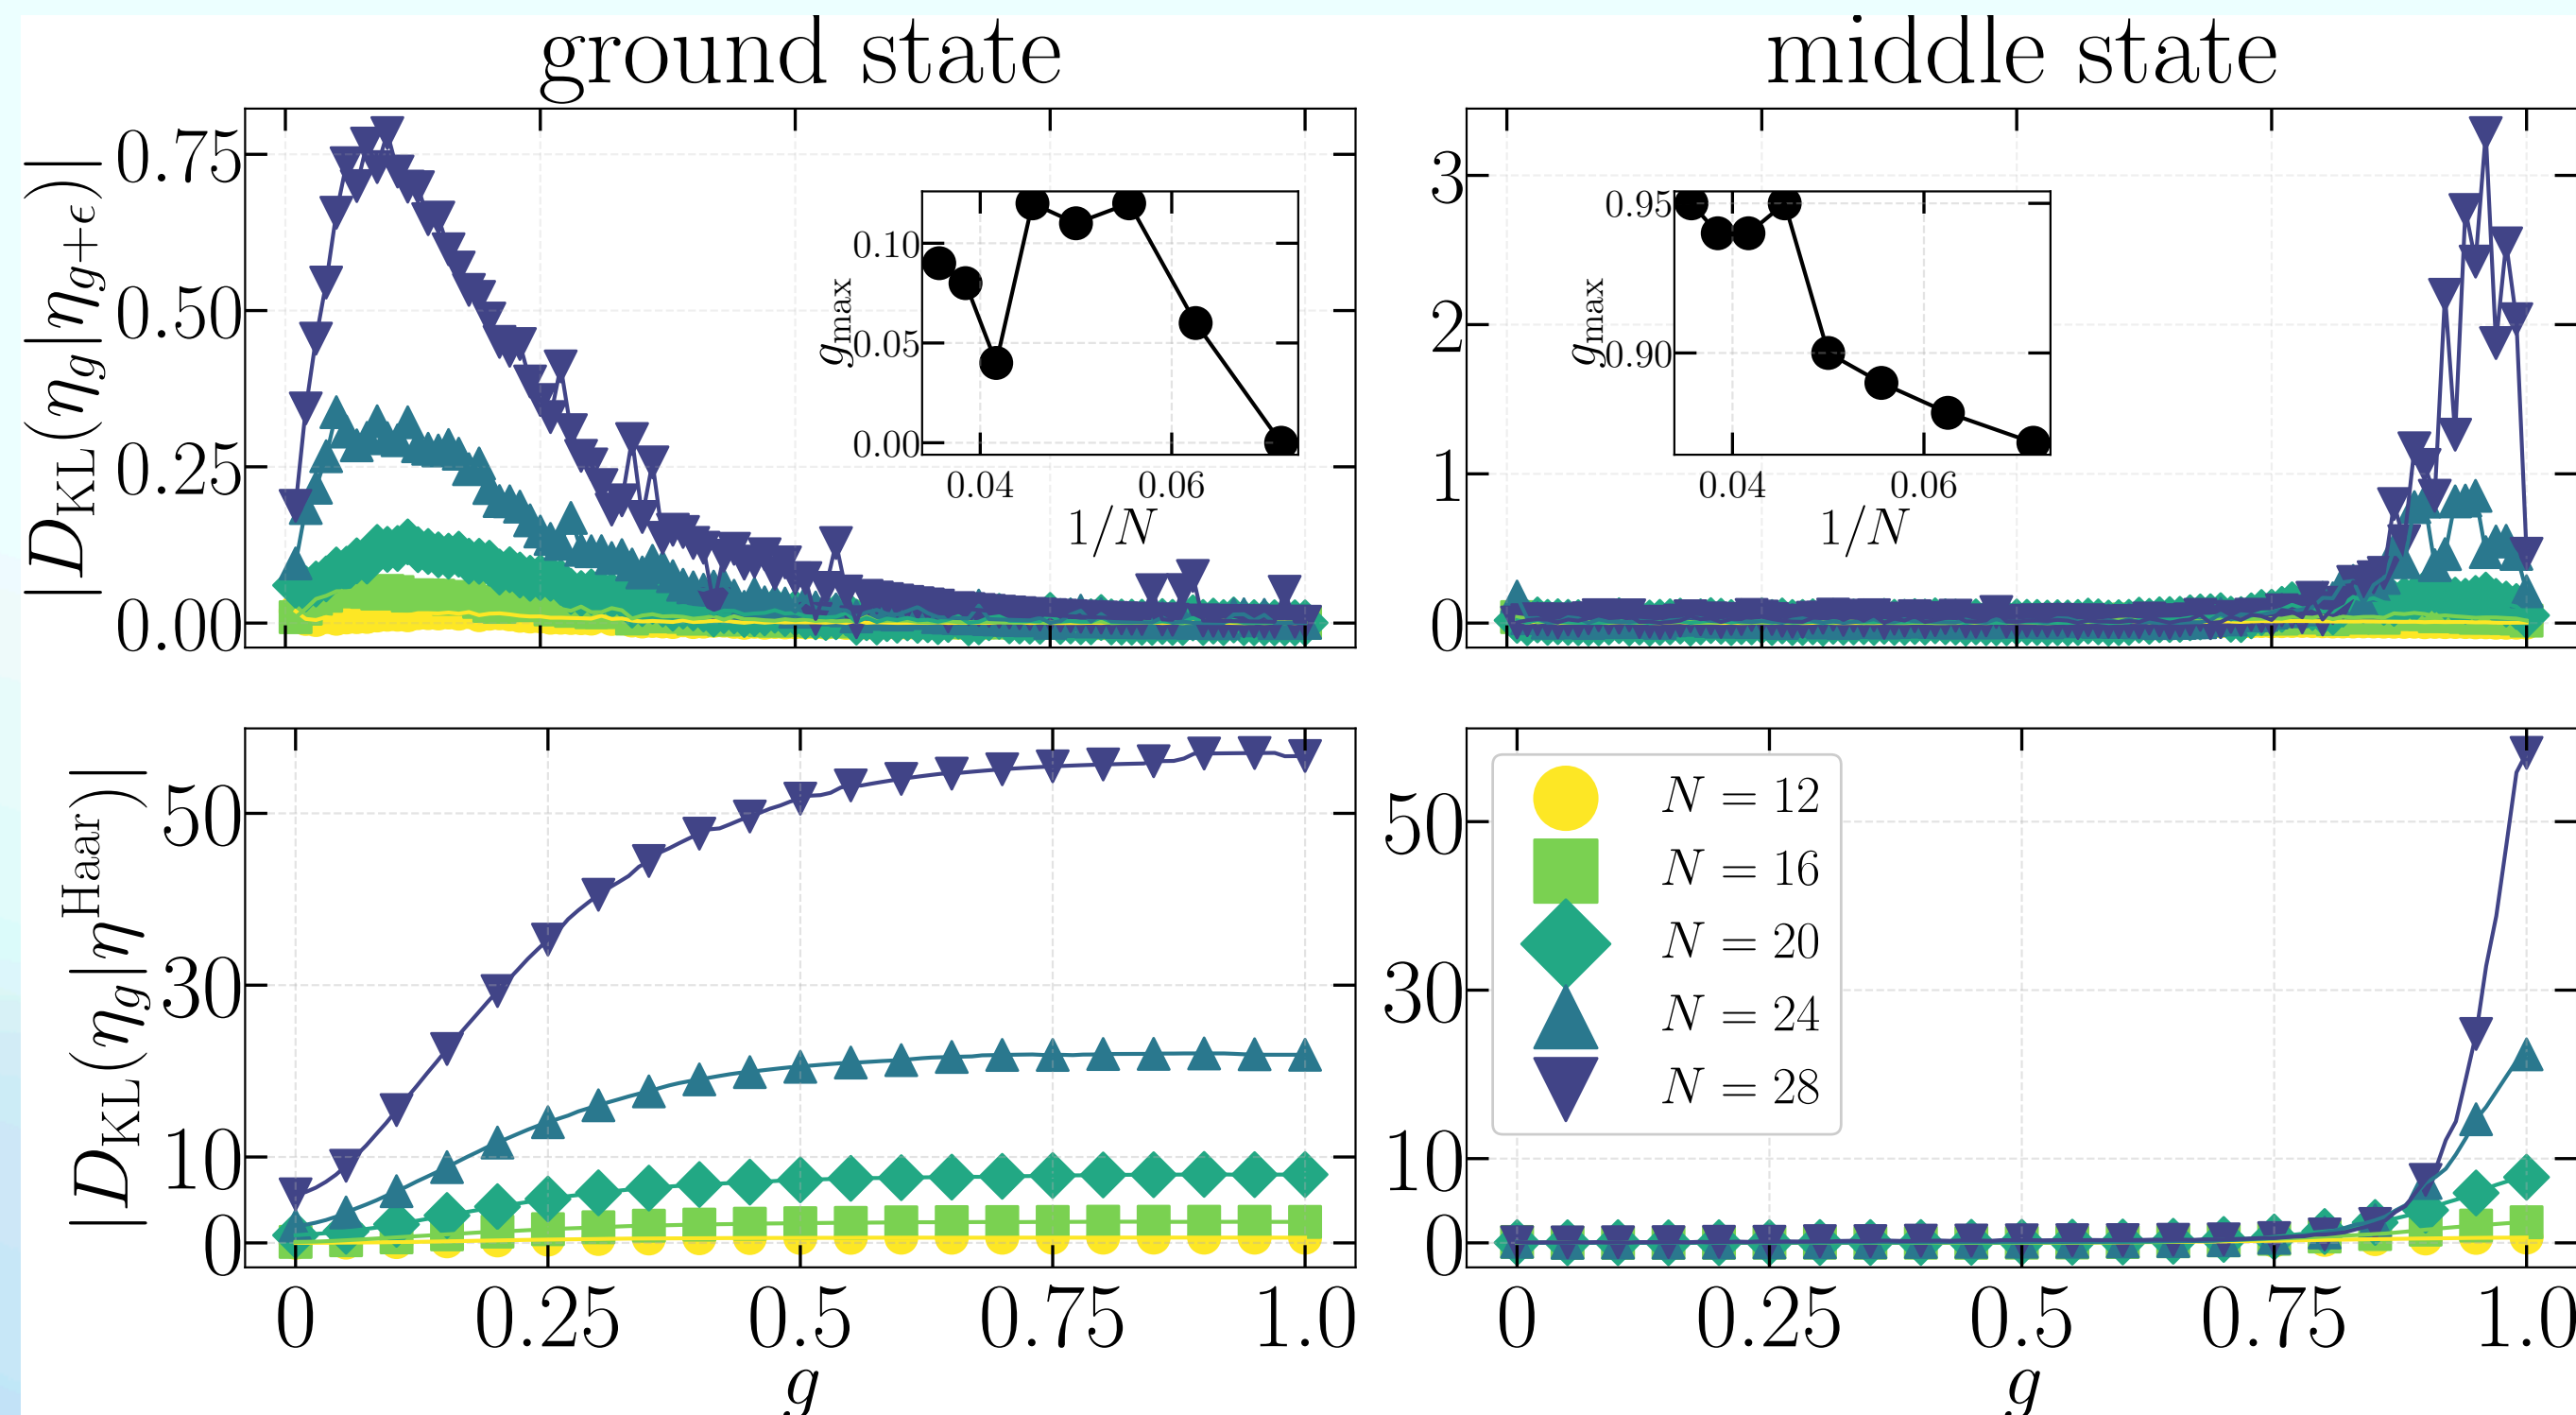 ground state
middle state
|D_KL(η_g|η_{g+ϵ})|
0.75
0.50
0.25
0.00
g_max
0.10
0.05
0.00
0.04
0.06
1/N
3
2
1
0
g_max
0.95
0.90
0.04
0.06
1/N
|D_KL(η_g|η^Haar)|
50
30
10
0
0
0.25
0.5
0.75
1.0
g
50
30
10
0
N = 12
N = 16
N = 20
N = 24
N = 28
0
0.25
0.5
0.75
1.0
g